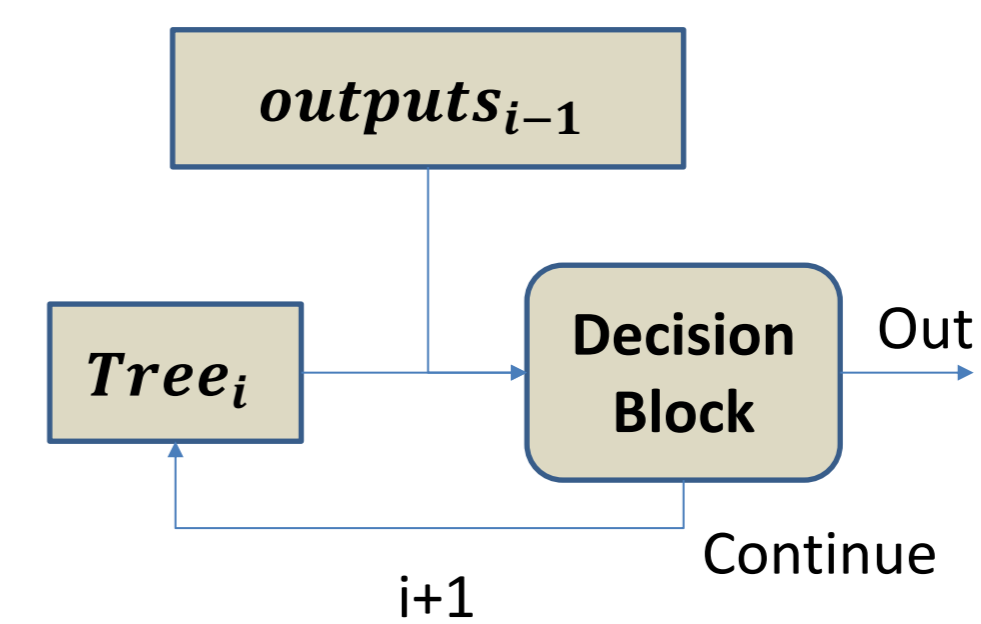 outputs_{i-1}
Tree_i
Decision
Block
Out
Continue
i+1